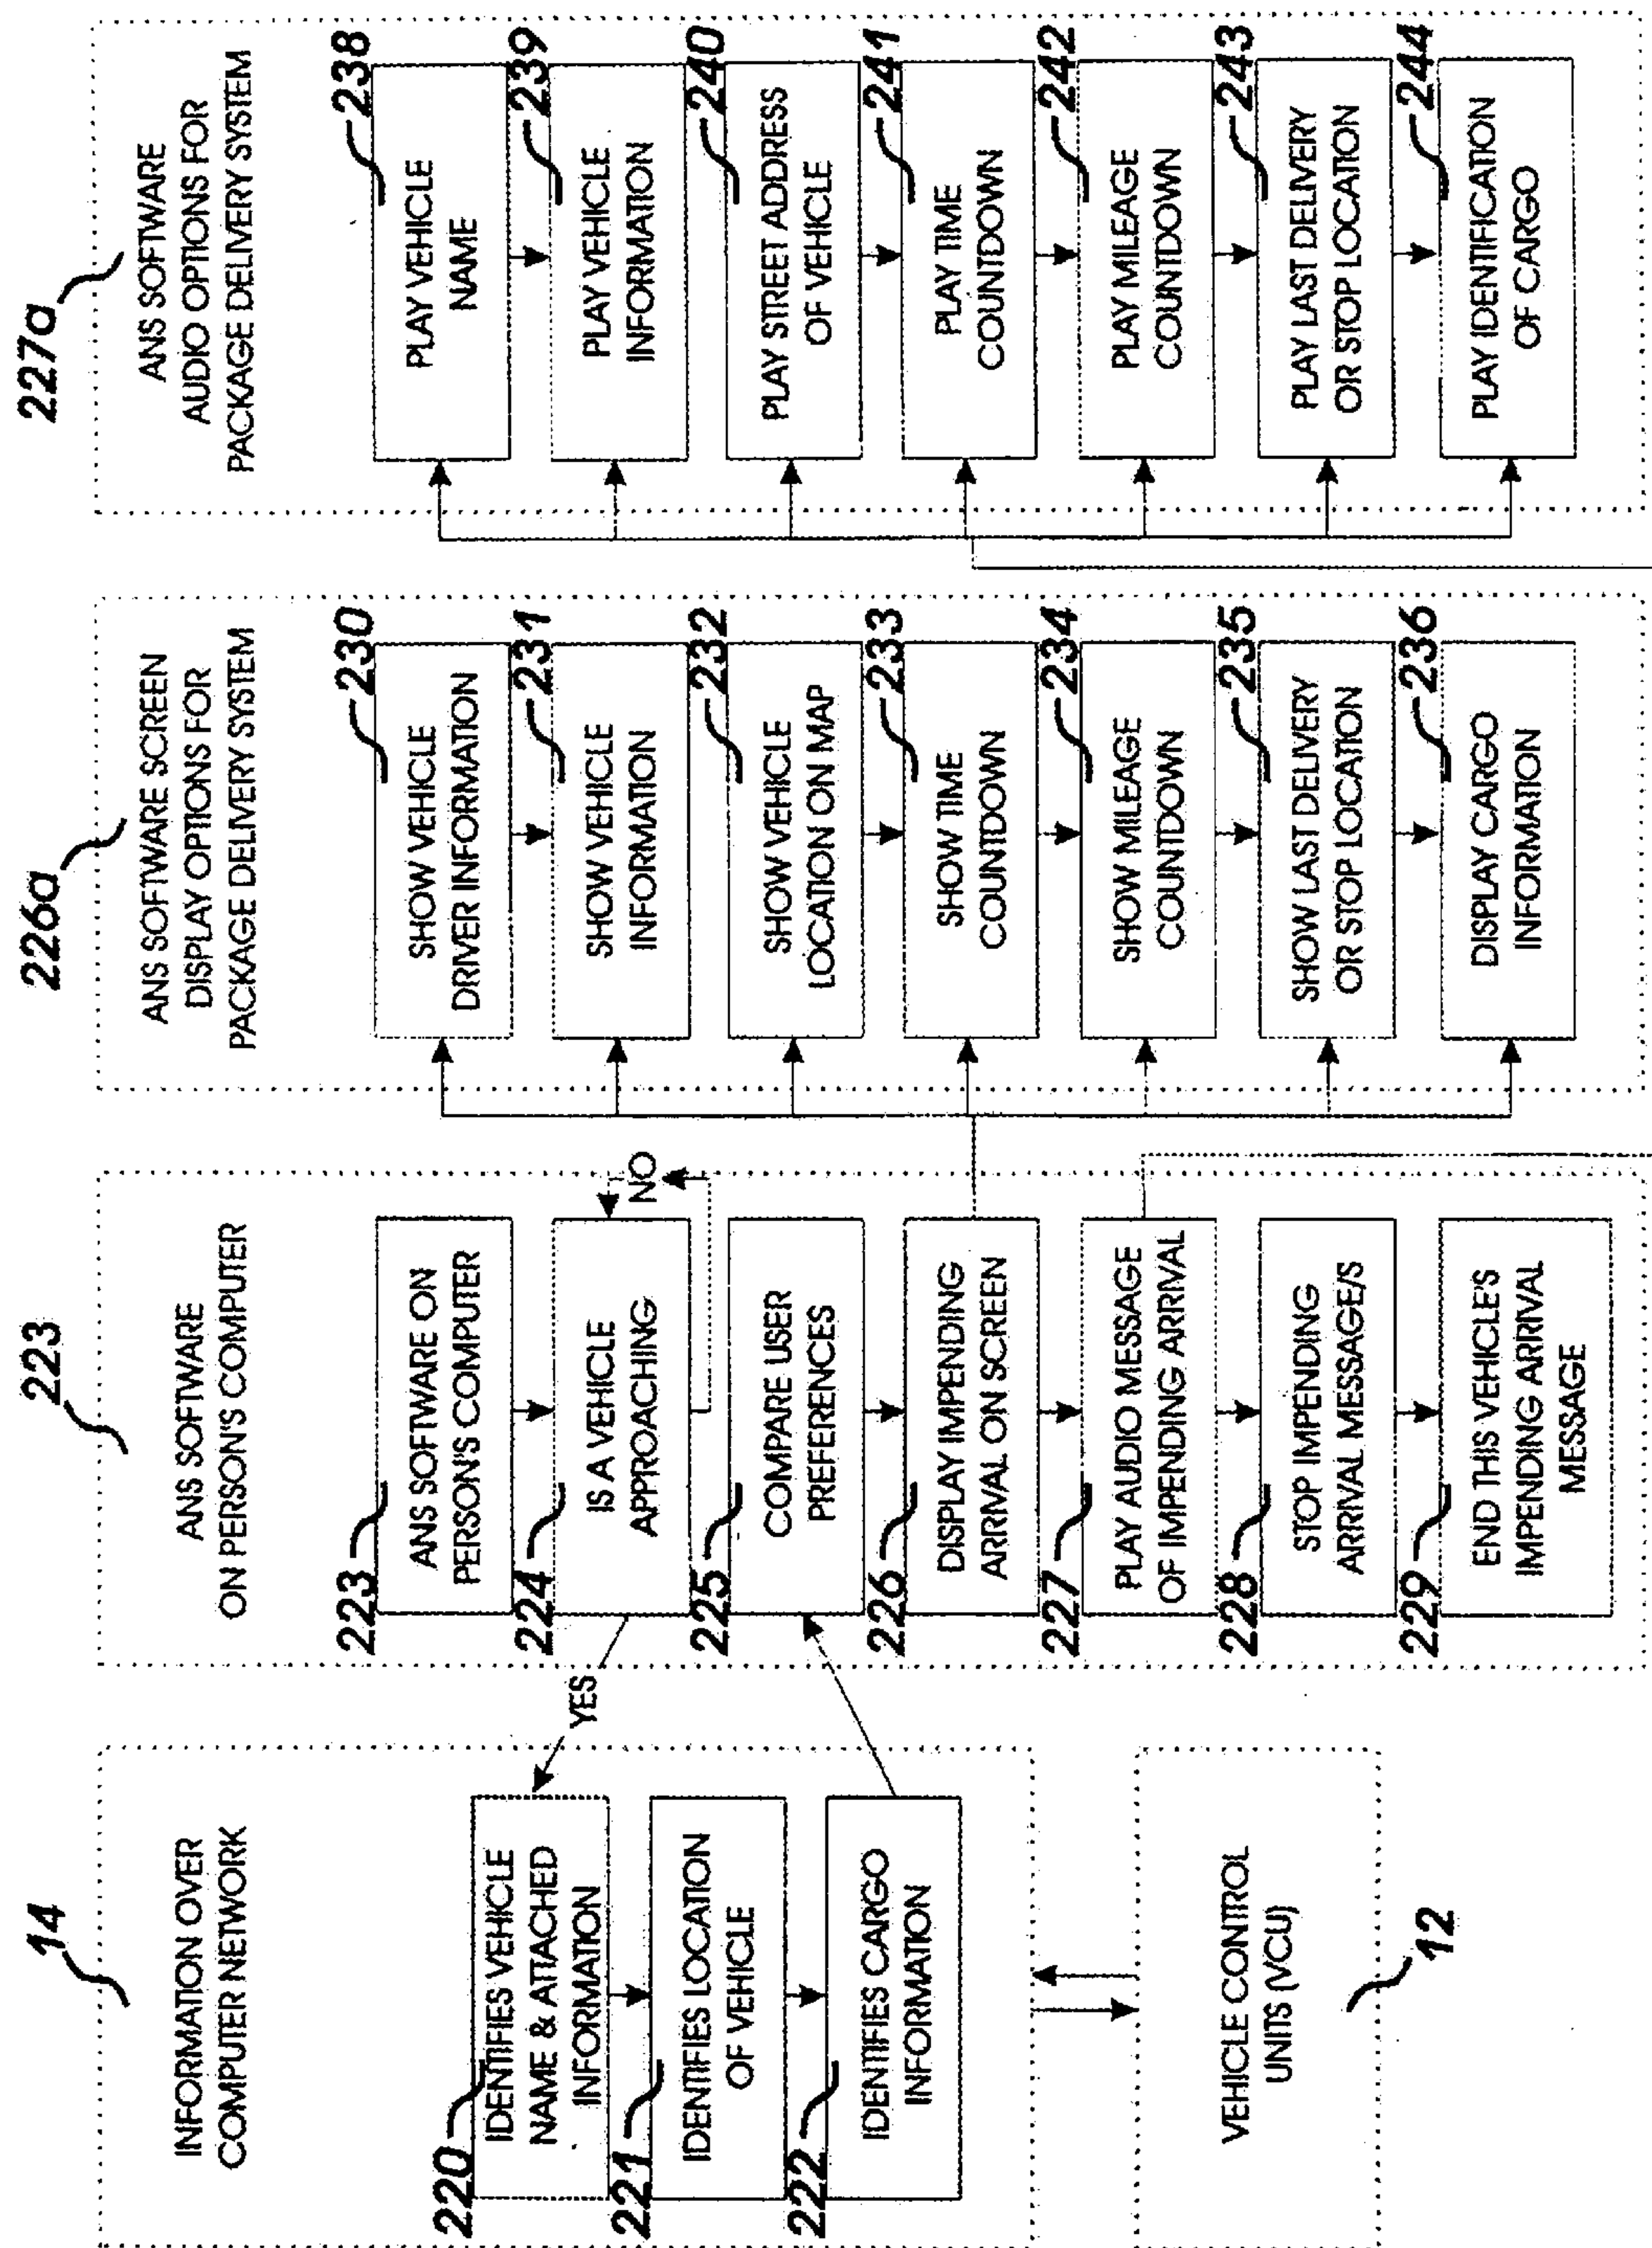 14
INFORMATION OVER
COMPUTER NETWORK
220
IDENTIFIES VEHICLE
NAME & ATTACHED
INFORMATION
221
IDENTIFIES LOCATION
OF VEHICLE
222
IDENTIFIES CARGO
INFORMATION
VEHICLE CONTROL
UNITS (VCU)
12
YES
223
ANS SOFTWARE
ON PERSON'S COMPUTER
223
ANS SOFTWARE ON
PERSON'S COMPUTER
224
IS A VEHICLE
APPROACHING
NO
225
COMPARE USER
PREFERENCES
226
DISPLAY IMPENDING
ARRIVAL ON SCREEN
227
PLAY AUDIO MESSAGE
OF IMPENDING ARRIVAL
228
STOP IMPENDING
ARRIVAL MESSAGE/S
229
END THIS VEHICLE'S
IMPENDING ARRIVAL
MESSAGE
226a
ANS SOFTWARE SCREEN
DISPLAY OPTIONS FOR
PACKAGE DELIVERY SYSTEM
230
SHOW VEHICLE
DRIVER INFORMATION
231
SHOW VEHICLE
INFORMATION
232
SHOW VEHICLE
LOCATION ON MAP
233
SHOW TIME
COUNTDOWN
234
SHOW MILEAGE
COUNTDOWN
235
SHOW LAST DELIVERY
OR STOP LOCATION
236
DISPLAY CARGO
INFORMATION
227a
ANS SOFTWARE
AUDIO OPTIONS FOR
PACKAGE DELIVERY SYSTEM
238
PLAY VEHICLE
NAME
239
PLAY VEHICLE
INFORMATION
240
PLAY STREET ADDRESS
OF VEHICLE
241
PLAY TIME
COUNTDOWN
242
PLAY MILEAGE
COUNTDOWN
243
PLAY LAST DELIVERY
OR STOP LOCATION
244
PLAY IDENTIFICATION
OF CARGO